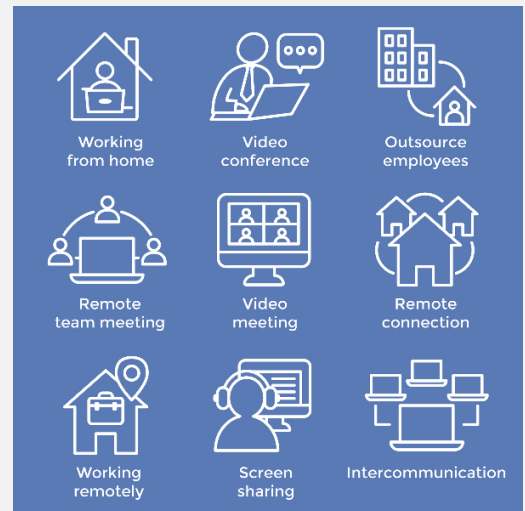 Working
from home
Video
conference
Outsource
employees
Remote
team meeting
Video
meeting
Remote
connection
Working
remotely
Screen
sharing
Intercommunication